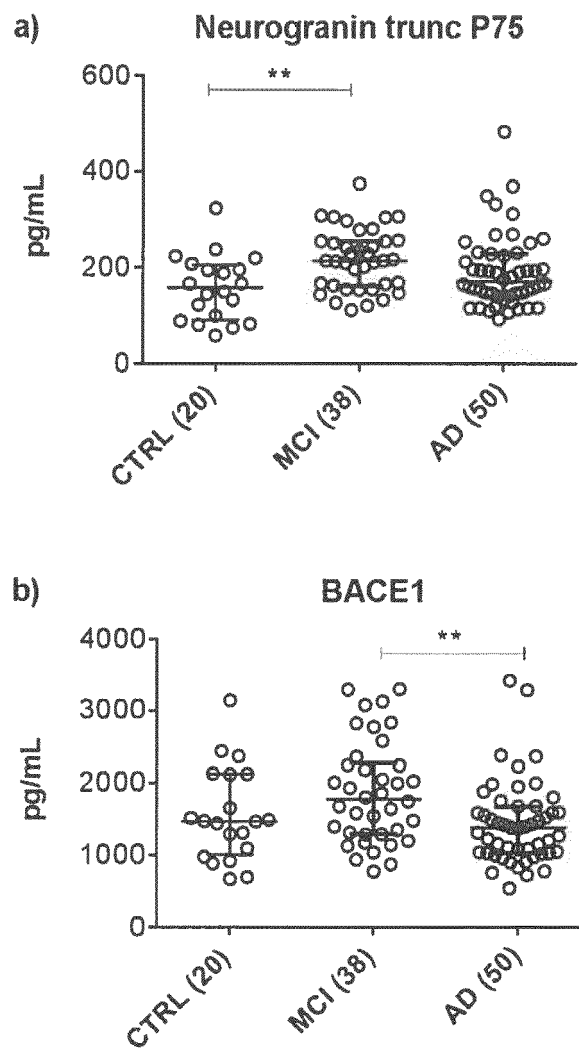 a) Neurogranin trunc P75
**
600
400
200
0
pg/mL
CTRL (20)
MCI (38)
AD (50)
b) BACE1
**
4000
3000
2000
1000
0
pg/mL
CTRL (20)
MCI (38)
AD (50)